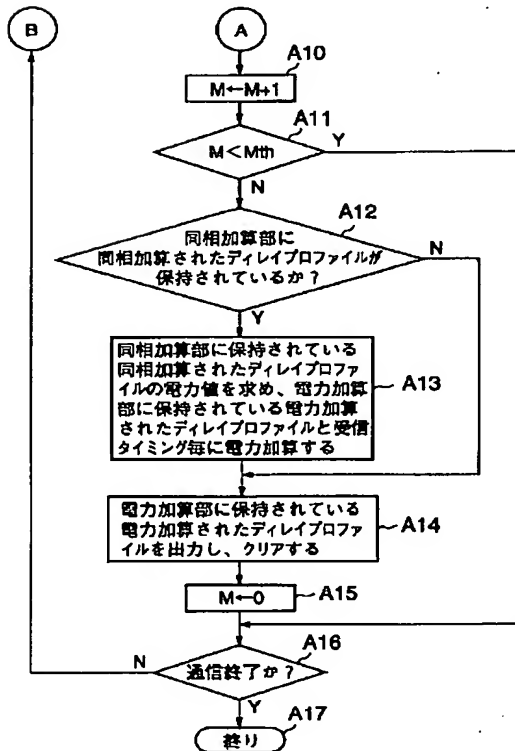 B
A
A10
M←M+1
A11
M<Mth
Y
N
A12
同相加算部に
同相加算されたディレイプロファイルが
保持されているか?
N
Y
同相加算部に保持されている
同相加算されたディレイプロファ
イルの電力値を求め、電力加算
部に保持されている電力加算
されたディレイプロファイルと受信
タイミング毎に電力加算する
A13
電力加算部に保持されている
電力加算されたディレイプロファ
イルを出力し、クリアする
A14
M←0
A15
A16
N
通信終了か?
Y
A17
終り